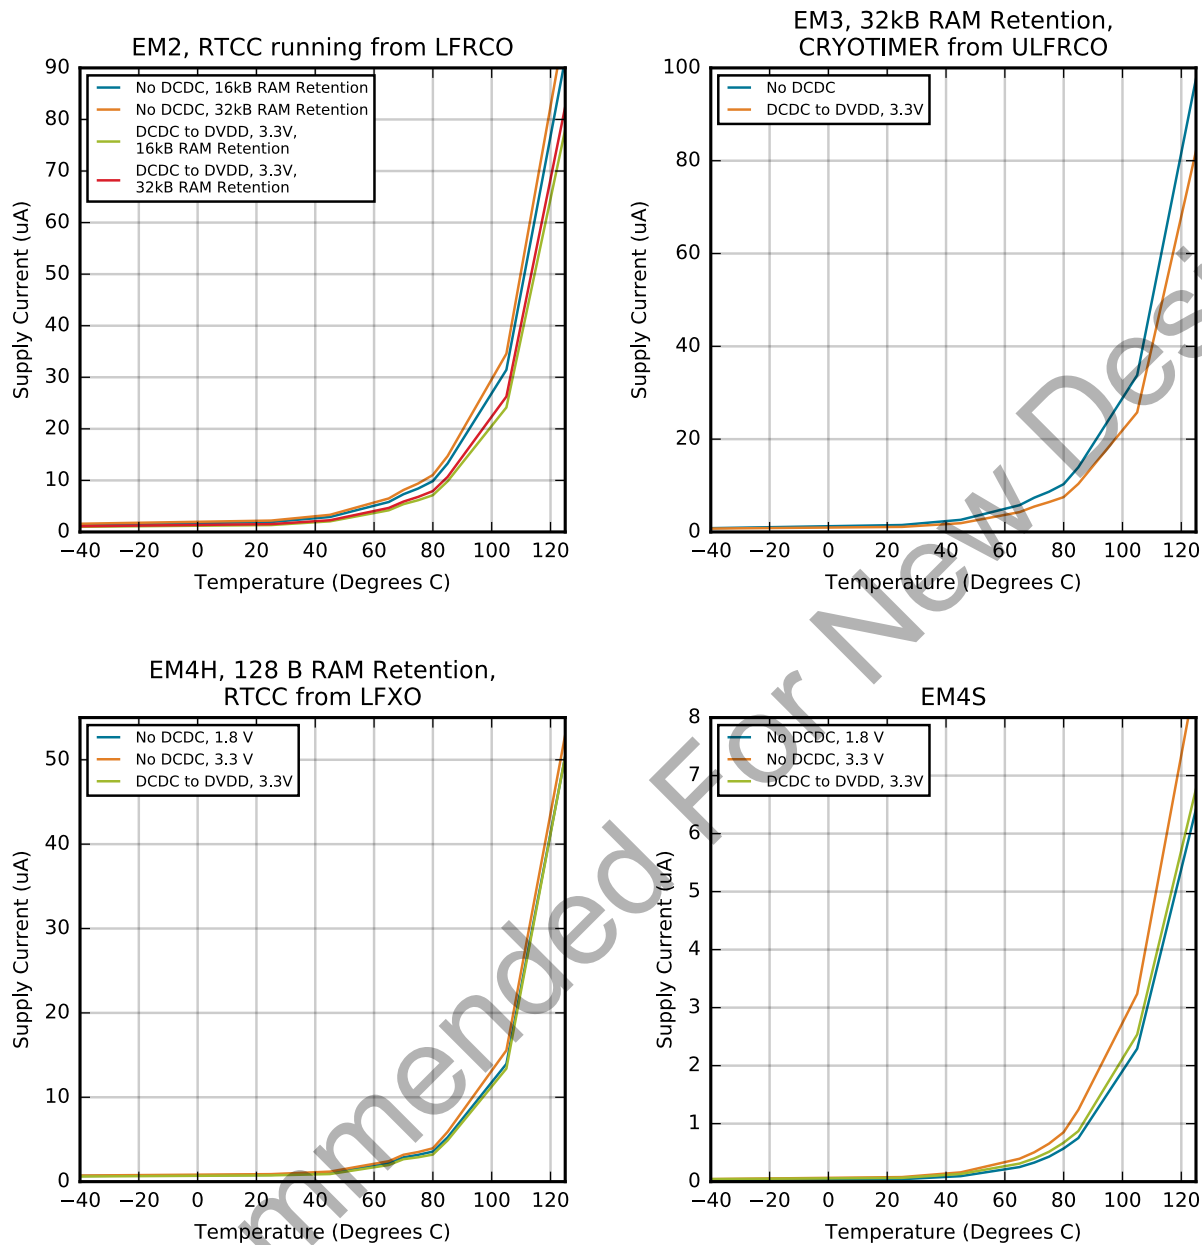 EM2, RTCC running from LFRCO
90
80
70
60
50
40
30
20
10
0
Supply Current (uA)
No DCDC, 16kB RAM Retention
No DCDC, 32kB RAM Retention
DCDC to DVDD, 3.3V,
16kB RAM Retention
DCDC to DVDD, 3.3V,
32kB RAM Retention
−40 −20 0 20 40 60 80 100 120
Temperature (Degrees C)
EM3, 32kB RAM Retention,
CRYOTIMER from ULFRCO
100
80
60
40
20
0
Supply Current (uA)
No DCDC
DCDC to DVDD, 3.3V
−40 −20 0 20 40 60 80 100 120
Temperature (Degrees C)
EM4H, 128 B RAM Retention,
RTCC from LFXO
50
40
30
20
10
0
Supply Current (uA)
No DCDC, 1.8 V
No DCDC, 3.3 V
DCDC to DVDD, 3.3V
−40 −20 0 20 40 60 80 100 120
Temperature (Degrees C)
EM4S
8
7
6
5
4
3
2
1
0
Supply Current (uA)
No DCDC, 1.8 V
No DCDC, 3.3 V
DCDC to DVDD, 3.3V
−40 −20 0 20 40 60 80 100 120
Temperature (Degrees C)
mmended For New Desi